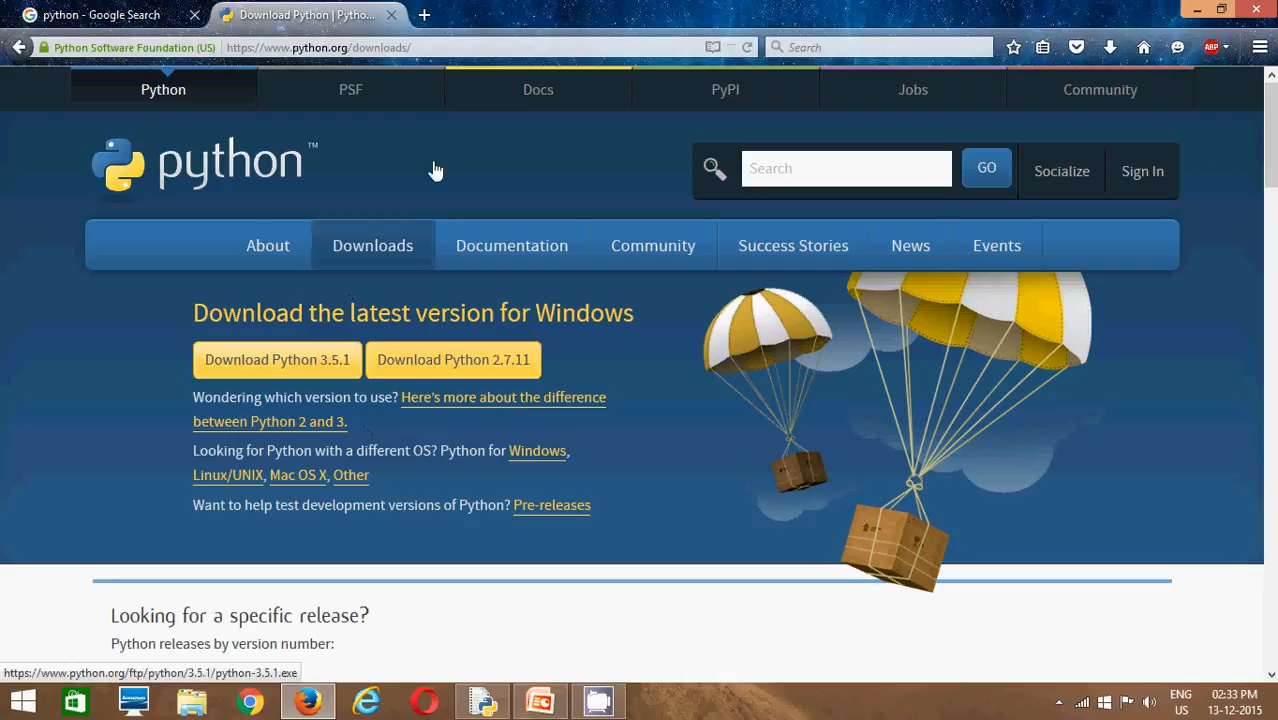 python - Google Search
Download Python | Pytho...
Python Software Foundation (US)
https://www.python.org/downloads/
Search
ABP
Python
PSF
Docs
PyPI
Jobs
Community
python™
Search
GO
Socialize
Sign In
About
Downloads
Documentation
Community
Success Stories
News
Events
Download the latest version for Windows
Download Python 3.5.1
Download Python 2.7.11
Wondering which version to use? Here's more about the difference
between Python 2 and 3.
Looking for Python with a different OS? Python for Windows,
Linux/UNIX, Mac OS X, Other
Want to help test development versions of Python? Pre-releases
Looking for a specific release?
Python releases by version number:
https://www.python.org/ftp/python/3.5.1/python-3.5.1.exe
ENG
US
02:33 PM
13-12-2015